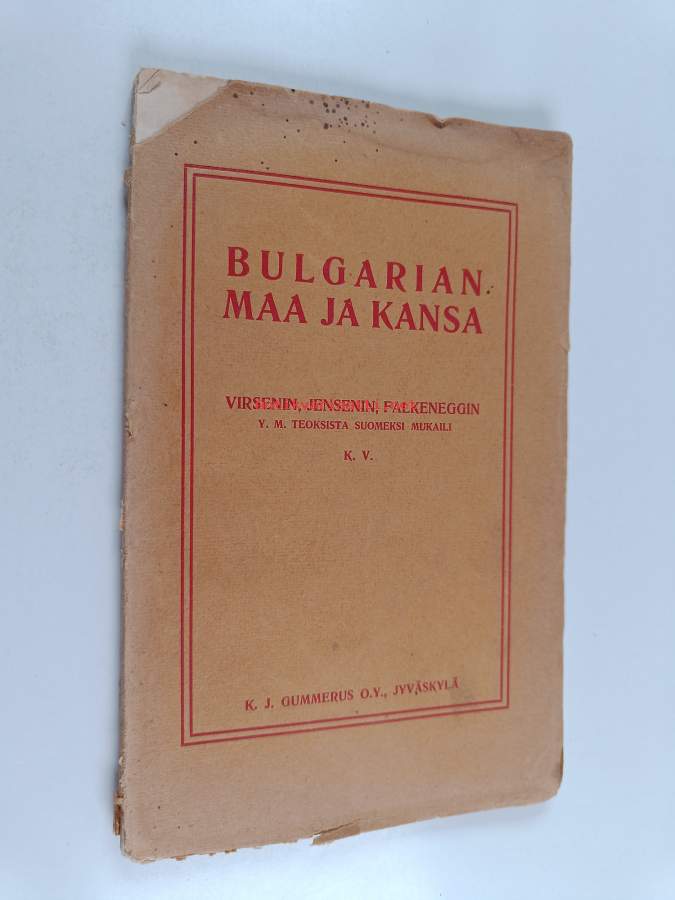 BULGARIAN
MAA JA KANSA
VIRSENIN, JENSENIN, FALKENEGGIN
Y. M. TEOKSISTA SUOMEKSI MUKAILI
K. V.
K. J. GUMMERUS O.Y., JYVÄSKYLÄ